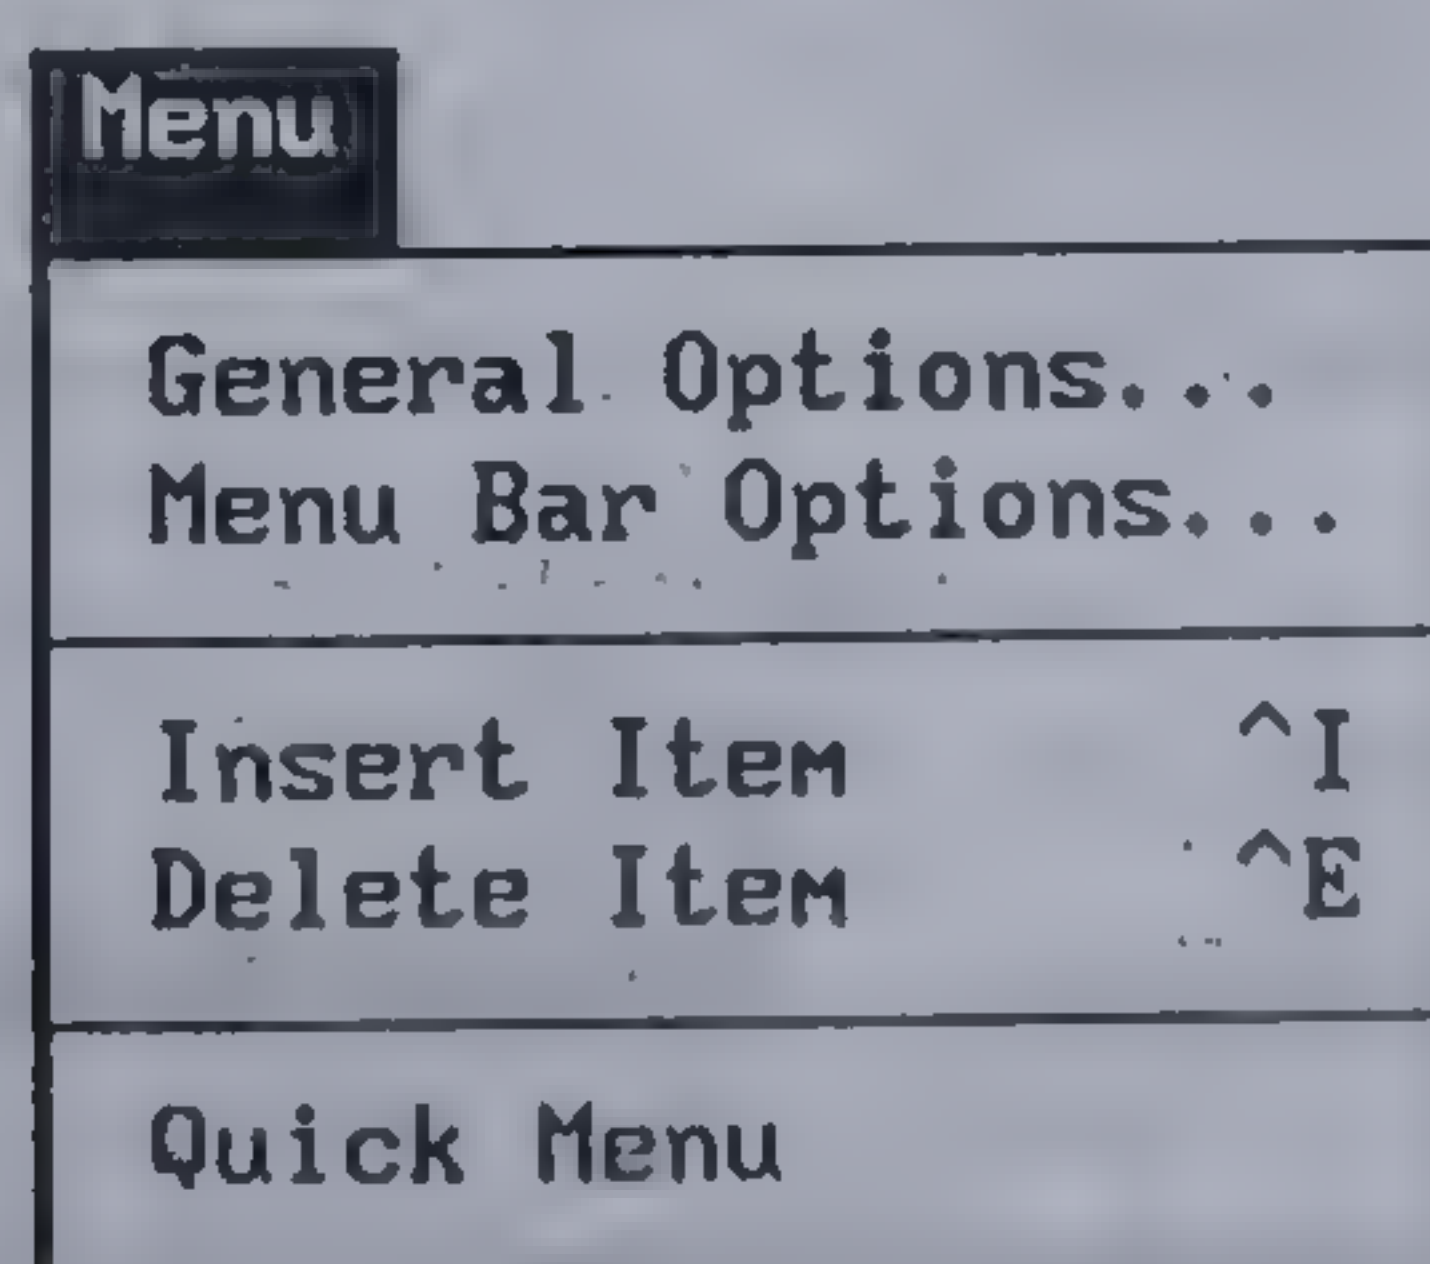 Menu
General Options...
Menu Bar Options...
Insert Item ^I
Delete Item ^E
Quick Menu